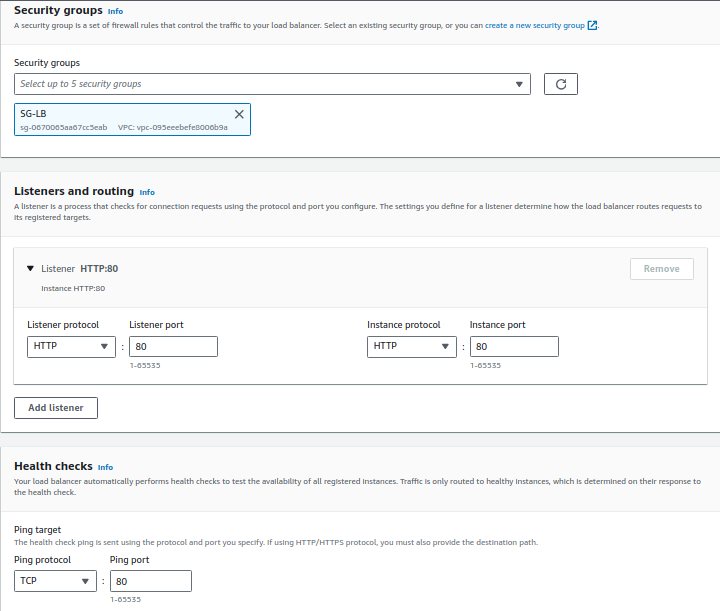 Security groups Info
A security group is a set of firewall rules that control the traffic to your load balancer. Select an existing security group, or you can create a new security group.
Security groups
Select up to 5 security groups
SG-LB
sg-0670065aa67cc5eab VPC: vpc-095eeebefe8006b9a
Listeners and routing Info
A listener is a process that checks for connection requests using the protocol and port you configure. The settings you define for a listener determine how the load balancer routes requests to
its registered targets.
Listener HTTP:80
Remove
Instance HTTP:80
Listener protocol Listener port Instance protocol Instance port
HTTP : 80 HTTP : 80
1-65535 1-65535
Add listener
Health checks Info
Your load balancer automatically performs health checks to test the availability of all registered instances. Traffic is only routed to healthy instances, which is determined on their response to
the health check.
Ping target
The health check ping is sent using the protocol and port you specify. If using HTTP/HTTPS protocol, you must also provide the destination path.
Ping protocol Ping port
TCP : 80
1-65535